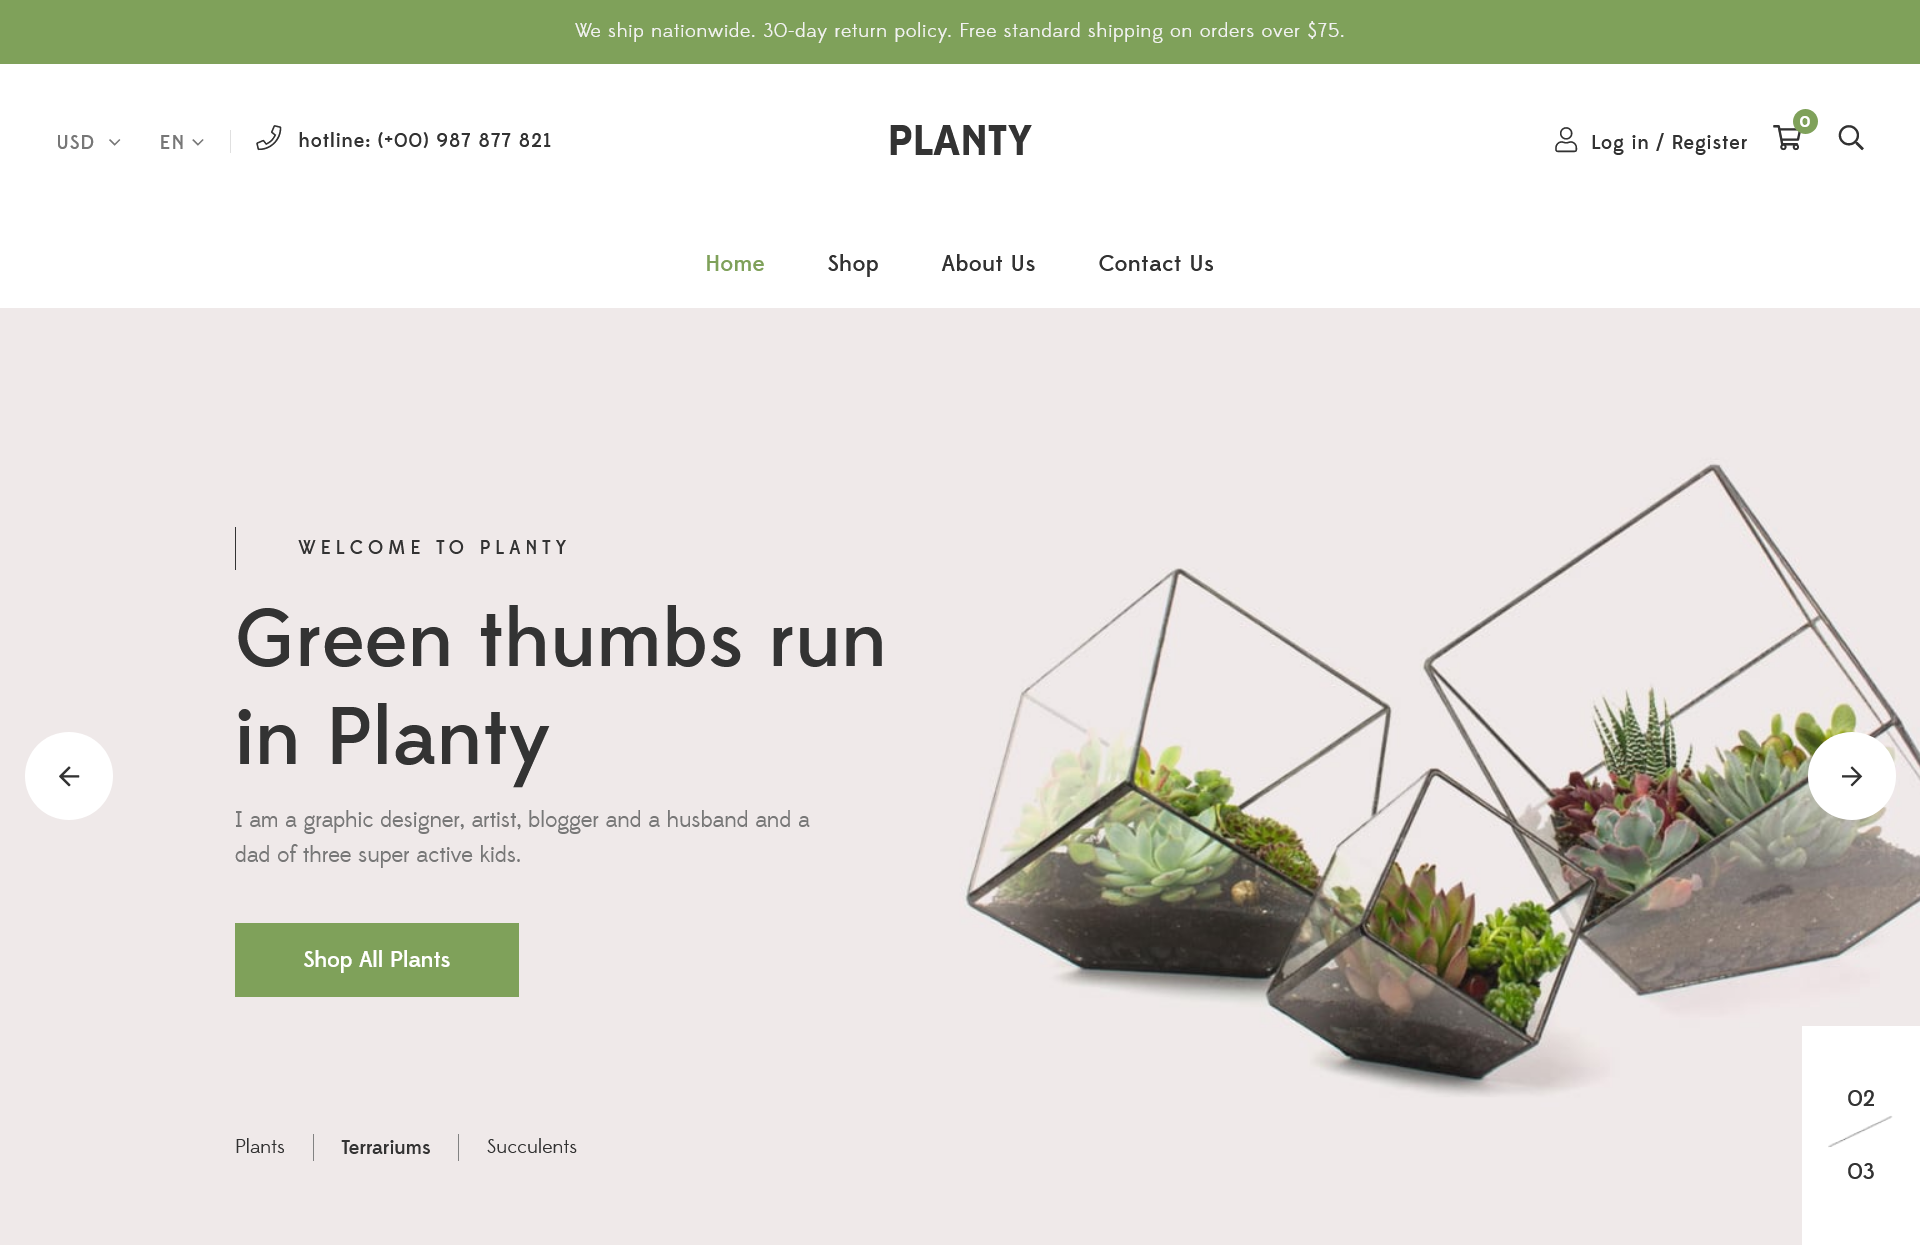 We ship nationwide. 30-day return policy. Free standard shipping on orders over $75.
USD EN hotline: (+00) 987 877 821
PLANTY
Log in / Register 0
Home Shop About Us Contact Us
WELCOME TO PLANTY
Green thumbs run
in Planty
I am a graphic designer, artist, blogger and a husband and a
dad of three super active kids.
Shop All Plants
Plants Terrariums Succulents
02
03